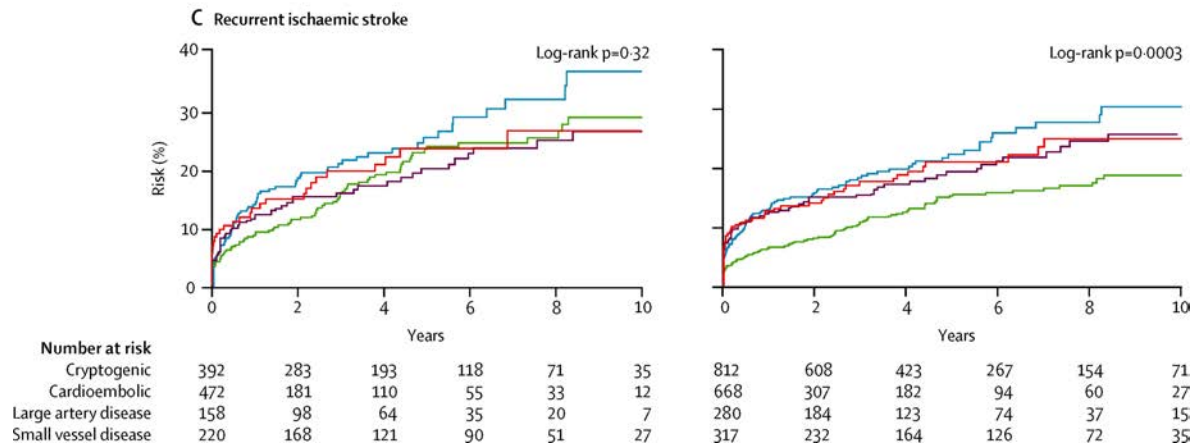 C Recurrent ischaemic stroke
Log-rank p=0·32
Log-rank p=0·0003
Risk (%)
40
30
20
10
0
0 2 4 6 8 10
0 2 4 6 8 10
Years
Years
Number at risk
Cryptogenic 392 283 193 118 71 35 812 608 423 267 154 71
Cardioembolic 472 181 110 55 33 12 668 307 182 94 60 27
Large artery disease 158 98 64 35 20 7 280 184 123 74 37 15
Small vessel disease 220 168 121 90 51 27 317 232 164 126 72 35